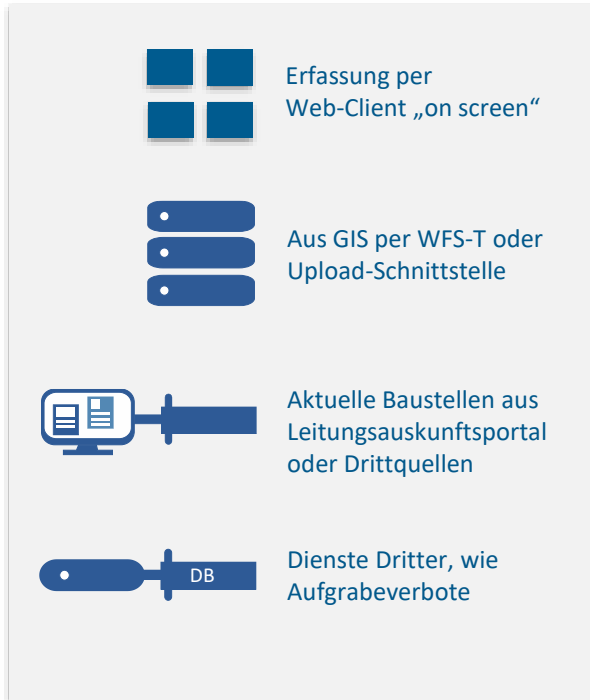 Erfassung per
Web-Client „on screen“
Aus GIS per WFS-T oder
Upload-Schnittstelle
Aktuelle Baustellen aus
Leitungsauskunftsportal
oder Drittquellen
DB
Dienste Dritter, wie
Aufgrabeverbote